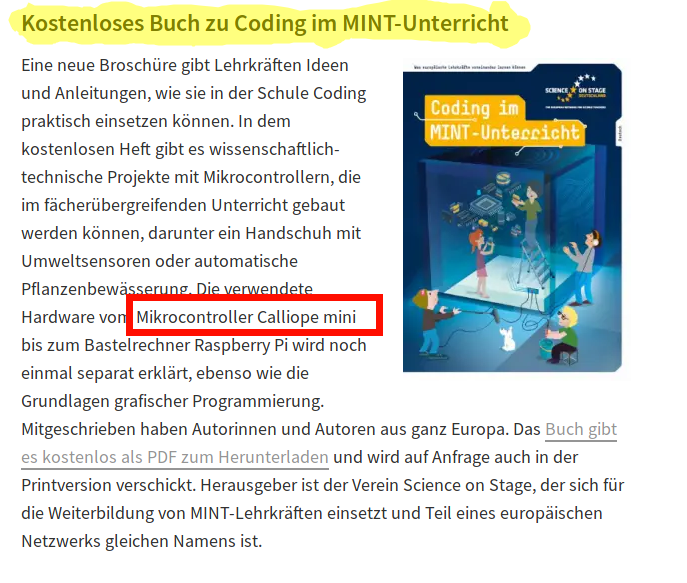 Kostenloses Buch zu Coding im MINT-Unterricht
Eine neue Broschüre gibt Lehrkräften Ideen
und Anleitungen, wie sie in der Schule Coding
praktisch einsetzen können. In dem
kostenlosen Heft gibt es wissenschaftlich-
technische Projekte mit Mikrocontrollern, die
im fächerübergreifenden Unterricht gebaut
werden können, darunter ein Handschuh mit
Umweltsensoren oder automatische
Pflanzenbewässerung. Die verwendete
Hardware vom Mikrocontroller Calliope mini
bis zum Bastelrechner Raspberry Pi wird noch
einmal separat erklärt, ebenso wie die
Grundlagen grafischer Programmierung.
Mitgeschrieben haben Autorinnen und Autoren aus ganz Europa. Das Buch gibt
es kostenlos als PDF zum Herunterladen und wird auf Anfrage auch in der
Printversion verschickt. Herausgeber ist der Verein Science on Stage, der sich für
die Weiterbildung von MINT-Lehrkräften einsetzt und Teil eines europäischen
Netzwerks gleichen Namens ist.
SCIENCE ON STAGE
DEUTSCHLAND
Coding im
MINT-Unterricht